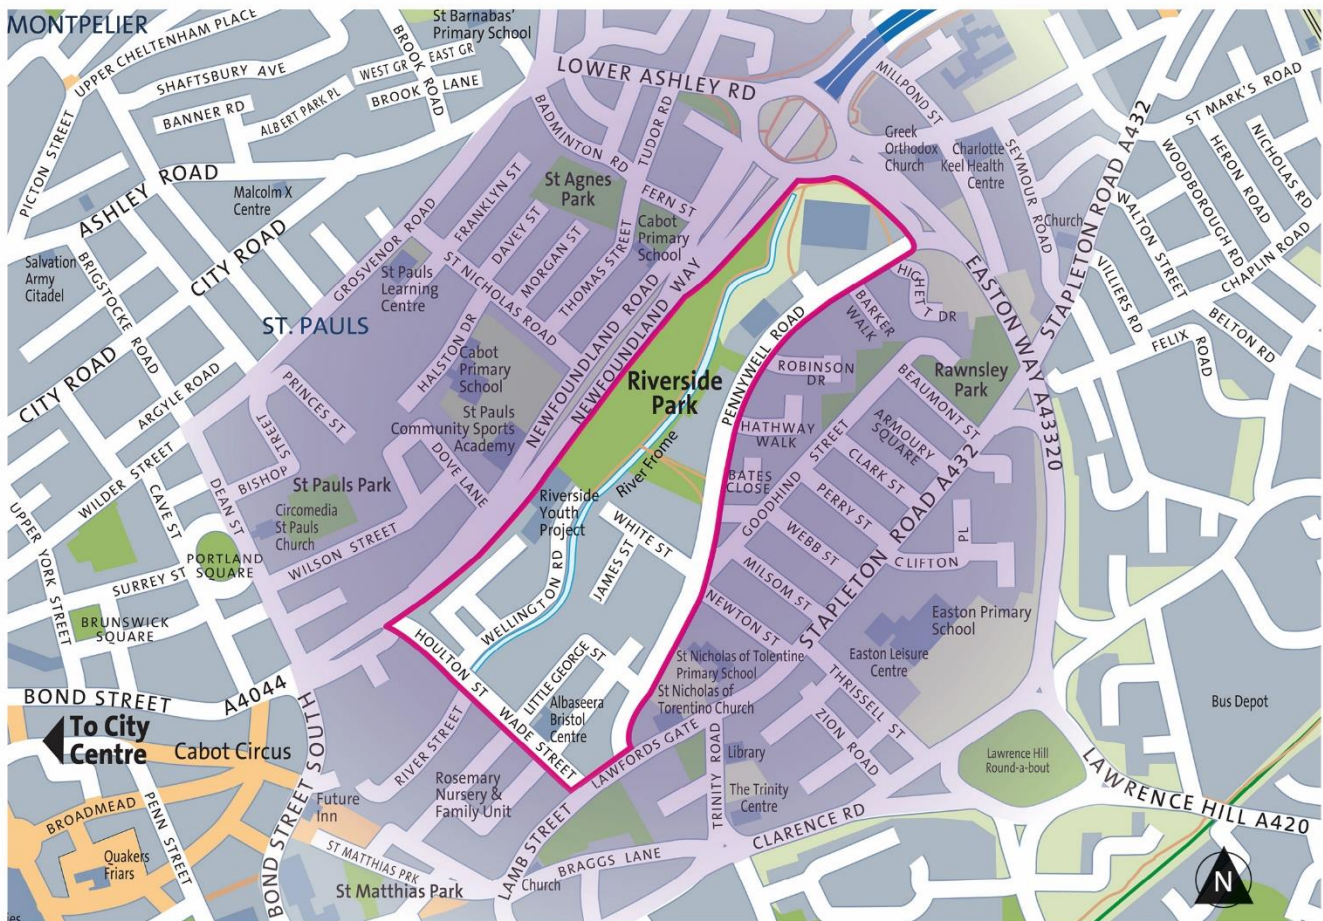 MONTPELIER
UPPER CHELTENHAM PLACE
St Barnabas'
Primary School
BROOK ROAD
WEST GR
EAST GR
BROOK LANE
SHAFTSBURY AVE
BANNER RD
ALBERT PARK PL
PICTON STREET
ASHLEY ROAD
Malcolm X
Centre
CITY ROAD
Salvation
Army
Citadel
BRIGSTOCKE ROAD
GROSVENOR ROAD
ST. PAULS
CITY ROAD
ARGYLE ROAD
LOWER ASHLEY RD
BADMINTON RD
TUDOR RD
St Agnes
Park
FERN ST
FRANKLYN ST
DAVEY ST
MORGAN ST
THOMAS STREET
Cabot
Primary
School
St Pauls
Learning
Centre
ST NICHOLAS ROAD
HALSTON DR
Cabot
Primary
School
St Pauls
Community Sports
Academy
NEWFOUNDLAND ROAD
NEWFOUNDLAND WAY
DOVE LANE
PRINCES ST
BISHOP STREET
St Pauls Park
Circomedia
St Pauls
Church
WILSON STREET
DEAN ST
WILDER STREET
CAVE ST
UPPER YORK STREET
SURREY ST
PORTLAND
SQUARE
BRUNSWICK
SQUARE
MILLPOND ST
Greek
Orthodox
Church
Charlotte
Keel Health
Centre
SEYMOUR ROAD
Church
STAPLETON ROAD A432
ST MARK'S ROAD
NICHOLAS RD
HERON ROAD
WOODBOROUGH RD
WALTON STREET
CHAPLIN ROAD
VILLIERS RD
BELTON RD
FELIX ROAD
EASTON WAY A43320
HIGHETT DR
BARKER
WALK
PENNYWELL ROAD
ROBINSON
DR
Rawnsley
Park
BEAUMONT ST
Riverside
Park
River Frome
HATHWAY
WALK
ARMOURY
SQUARE
CLARK ST
BATES
CLOSE
GOODHIND STREET
PERRY ST
WEBB ST
MILSOM ST
NEWTON ST
STAPLETON ROAD A432
CLIFTON PL
Riverside
Youth
Project
WHITE ST
JAMES ST
WELLINGTON RD
HOULTON ST
LITTLE GEORGE ST
Albaseera
Bristol
Centre
WADE STREET
Easton Primary
School
Easton Leisure
Centre
St Nicholas of Tolentine
Primary School
St Nicholas of
Torentino Church
THRISSELL ST
ZION ROAD
LAWFORDS GATE
TRINITY ROAD
Library
The Trinity
Centre
CLARENCE RD
Lawrence Hill
Round-a-bout
LAWRENCE HILL A420
Bus Depot
BOND STREET
A4044
To City
Centre
Cabot Circus
BOND STREET SOUTH
RIVER STREET
Rosemary
Nursery &
Family Unit
Future
Inn
BROADMEAD
PENN STREET
Quakers
Friars
ST MATTHIAS PRK
St Matthias Park
LAMB STREET
Church
BRAGGS LANE
N